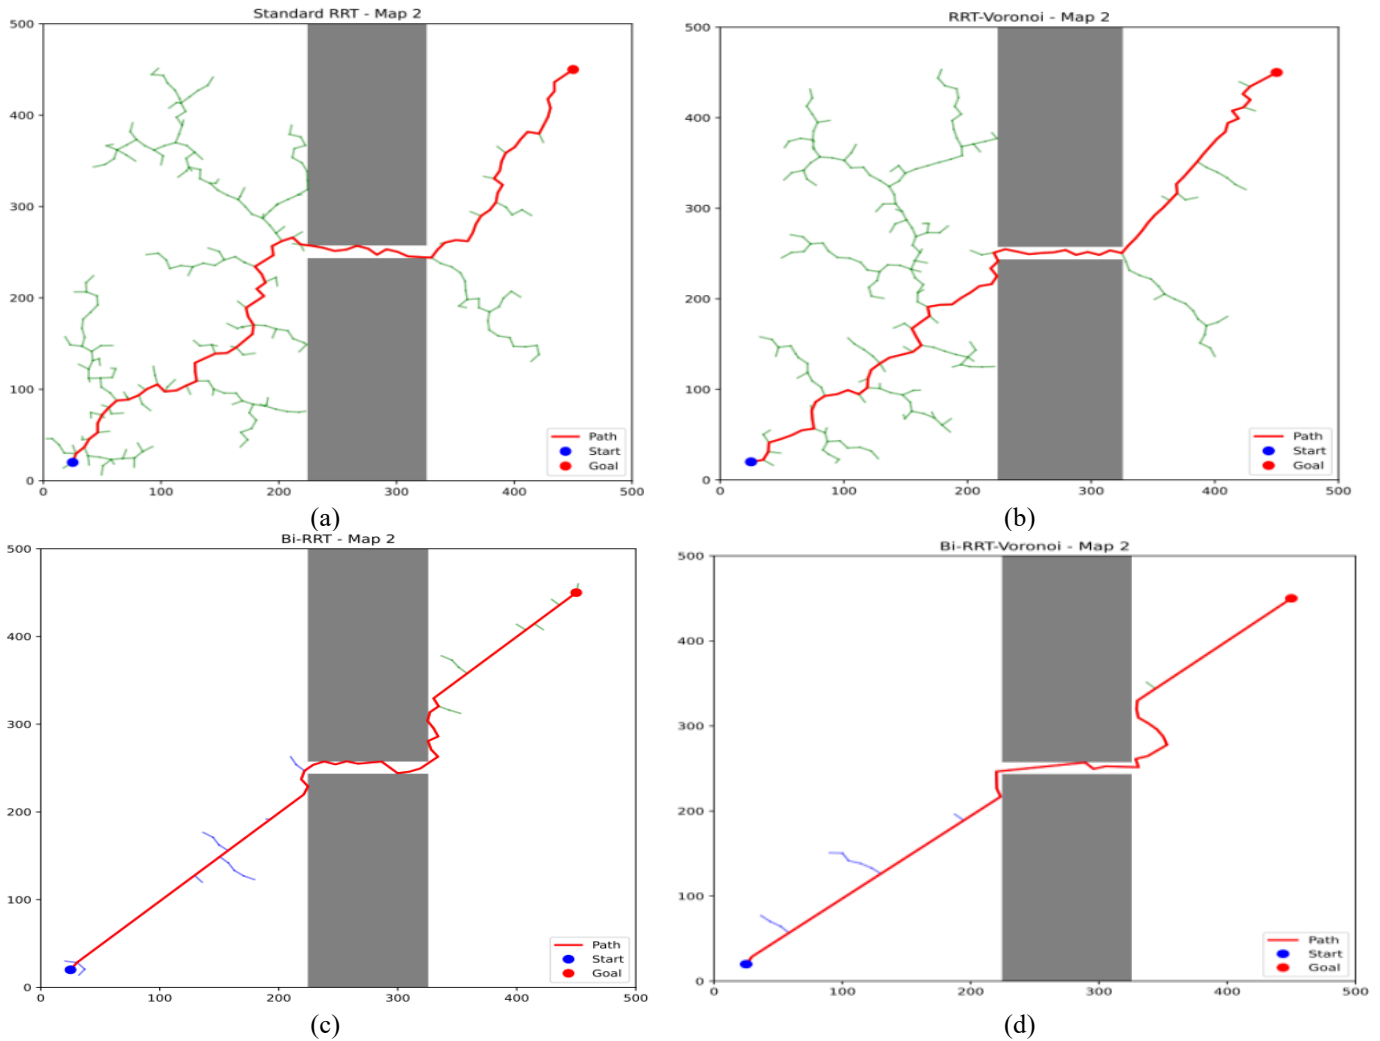 Standard RRT - Map 2
500
400
300
200
100
0
0 100 200 300 400 500
Path
Start
Goal
(a)
RRT-Voronoi - Map 2
500
400
300
200
100
0
0 100 200 300 400 500
Path
Start
Goal
(b)
Bi-RRT - Map 2
500
400
300
200
100
0
0 100 200 300 400 500
Path
Start
Goal
(c)
Bi-RRT-Voronoi - Map 2
500
400
300
200
100
0
0 100 200 300 400 500
Path
Start
Goal
(d)